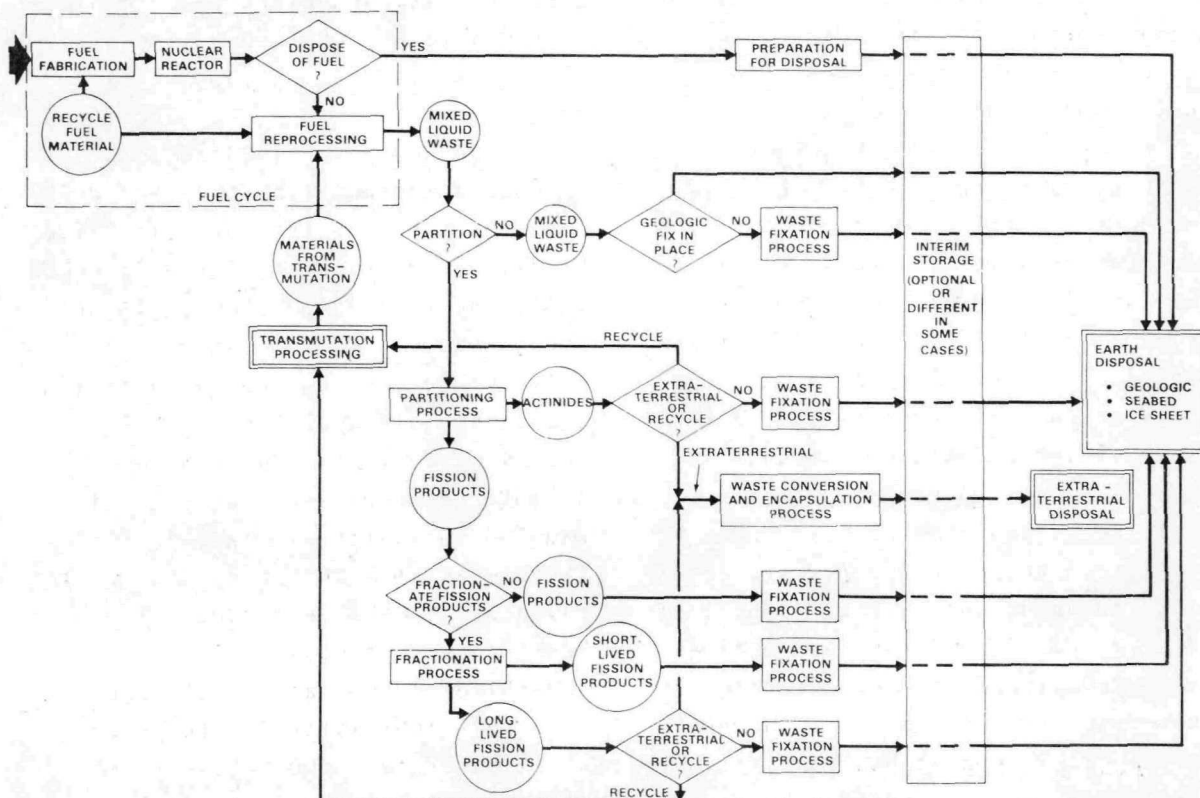 FUEL
FABRICATION
NUCLEAR
REACTOR
DISPOSE
OF FUEL
?
YES
PREPARATION
FOR DISPOSAL
NO
RECYCLE
FUEL
MATERIAL
FUEL
REPROCESSING
MIXED
LIQUID
WASTE
FUEL CYCLE
PARTITION
?
NO
MIXED
LIQUID
WASTE
GEOLOGIC
FIX IN
PLACE
?
NO
WASTE
FIXATION
PROCESS
INTERIM
STORAGE
(OPTIONAL
OR
DIFFERENT
IN
SOME
CASES)
MATERIALS
FROM
TRANS-
MUTATION
YES
TRANSMUTATION
PROCESSING
RECYCLE
PARTITIONING
PROCESS
ACTINIDES
EXTRA-
TERRESTRIAL
OR
RECYCLE
?
NO
WASTE
FIXATION
PROCESS
EARTH
DISPOSAL
• GEOLOGIC
• SEABED
• ICE SHEET
EXTRATERRESTRIAL
FISSION
PRODUCTS
WASTE CONVERSION
AND ENCAPSULATION
PROCESS
EXTRA -
TERRESTRIAL
DISPOSAL
FRACTION-
ATE FISSION
PRODUCTS
?
NO
FISSION
PRODUCTS
WASTE
FIXATION
PROCESS
YES
FRACTIONATION
PROCESS
SHORT-
LIVED
FISSION
PRODUCTS
WASTE
FIXATION
PROCESS
LONG-
LIVED
FISSION
PRODUCTS
EXTRA-
TERRESTRIAL
OR
RECYCLE
?
NO
WASTE
FIXATION
PROCESS
RECYCLE